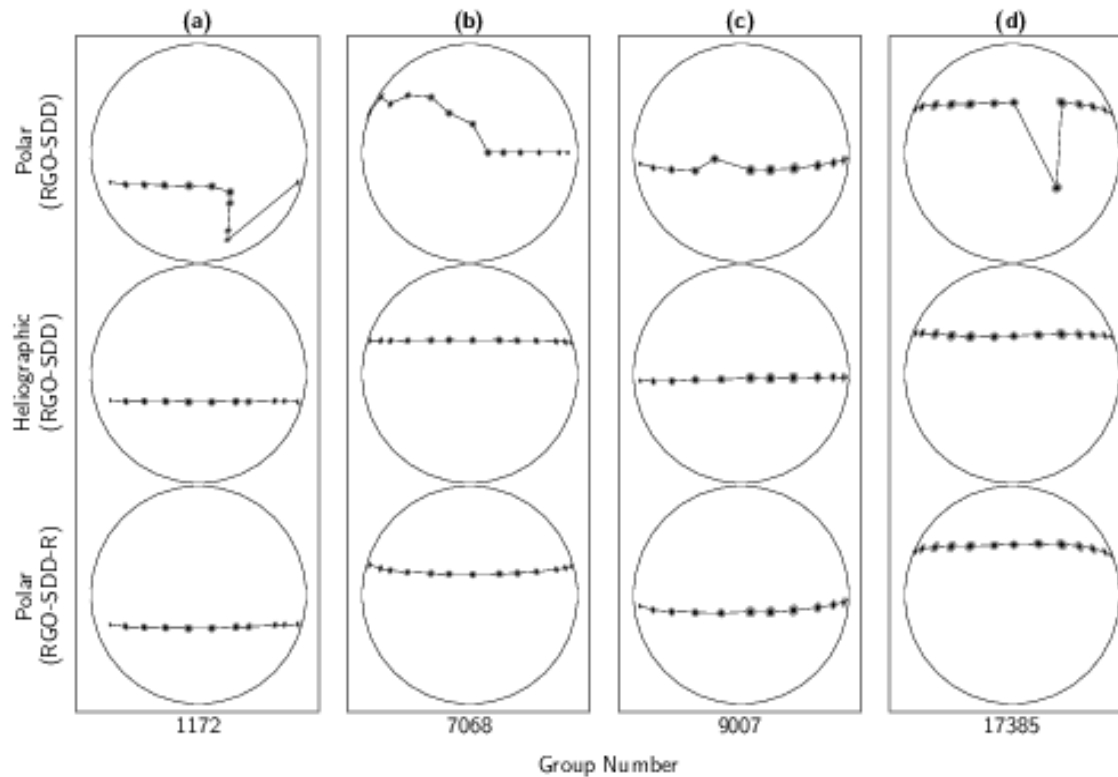 (a) (b) (c) (d)
Polar
(RGO-SDD)
Heliographic
(RGO-SDD)
Polar
(RGO-SDD-R)
1172 7068 9007 17385
Group Number